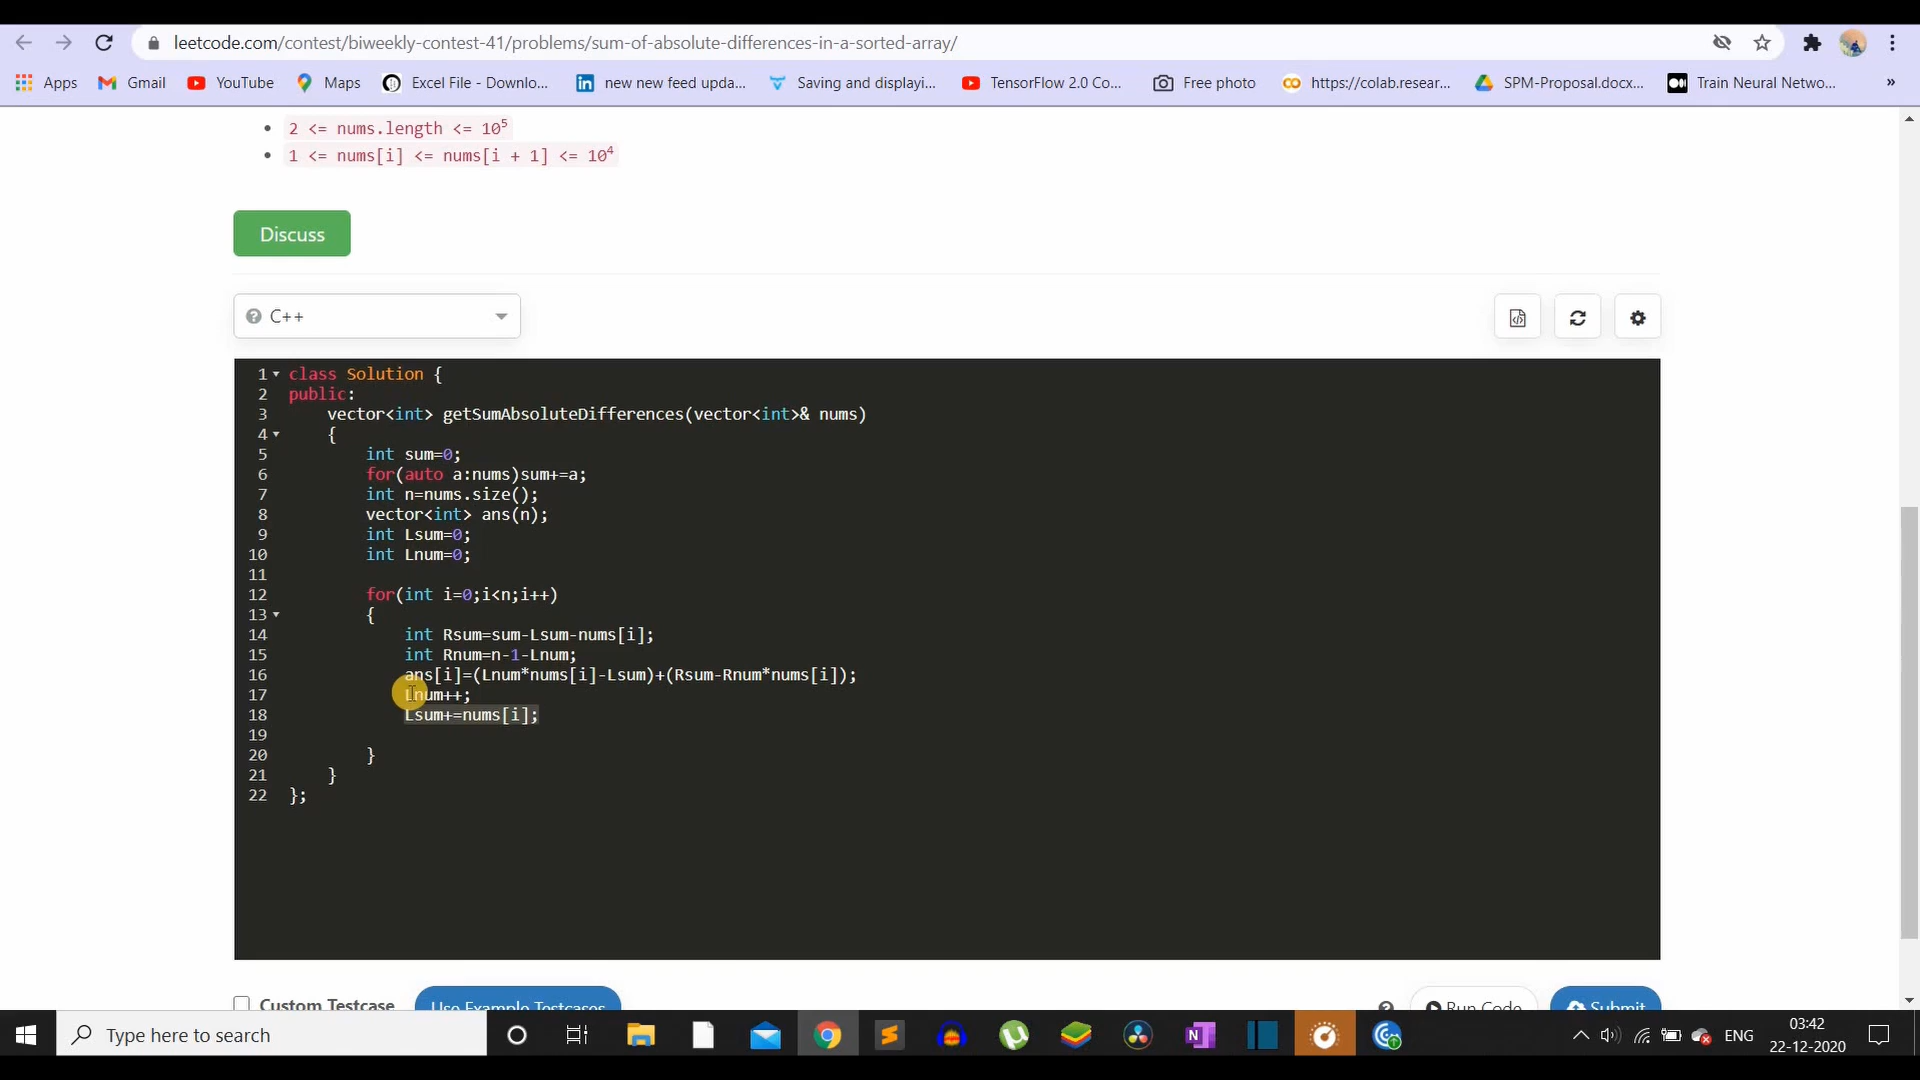 leetcode.com/contest/biweekly-contest-41/problems/sum-of-absolute-differences-in-a-sorted-array/
Apps Gmail YouTube Maps Excel File - Downlo... new new feed upda... Saving and displayi... TensorFlow 2.0 Co... Free photo https://colab.resear... SPM-Proposal.docx... Train Neural Netwo... »
2 <= nums.length <= 10⁵
1 <= nums[i] <= nums[i + 1] <= 10⁴
Discuss
C++
1 class Solution {
2 public:
3 vector<int> getSumAbsoluteDifferences(vector<int>& nums)
4 {
5 int sum=0;
6 for(auto a:nums)sum+=a;
7 int n=nums.size();
8 vector<int> ans(n);
9 int Lsum=0;
10 int Lnum=0;
11
12 for(int i=0;i<n;i++)
13 {
14 int Rsum=sum-Lsum-nums[i];
15 int Rnum=n-1-Lnum;
16 ans[i]=(Lnum*nums[i]-Lsum)+(Rsum-Rnum*nums[i]);
17 Lnum++;
18 Lsum+=nums[i];
19
20 }
21 }
22 };
Custom Testcase Use Example Testcases Run Code Submit
Type here to search
ENG
03:42
22-12-2020